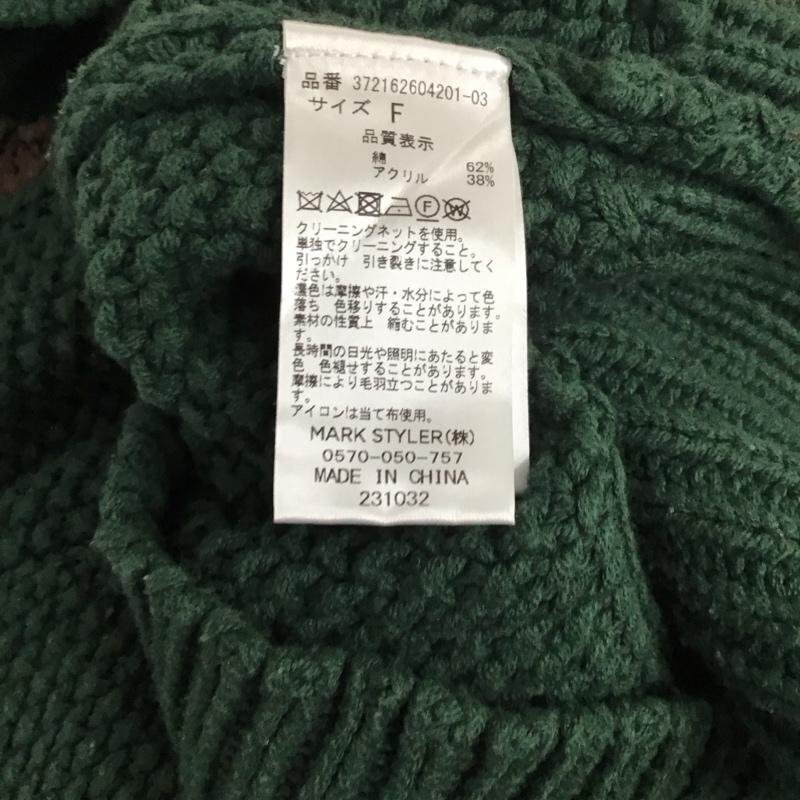 品番 372162604201-03
サイズ F
品質表示
綿 62%
アクリル 38%
F W
クリーニングネットを使用。
単独でクリーニングすること。
引っかけ 引き裂きに注意してく
ださい。
濃色は摩擦や汗・水分によって色
落ち 色移りすることがあります。
素材の性質上 縮むことがありま
す。
長時間の日光や照明にあたると変
色 色褪せすることがあります。
摩擦により毛羽立つことがありま
す。
アイロンは当て布使用。
MARK STYLER(株)
0570-050-757
MADE IN CHINA
231032